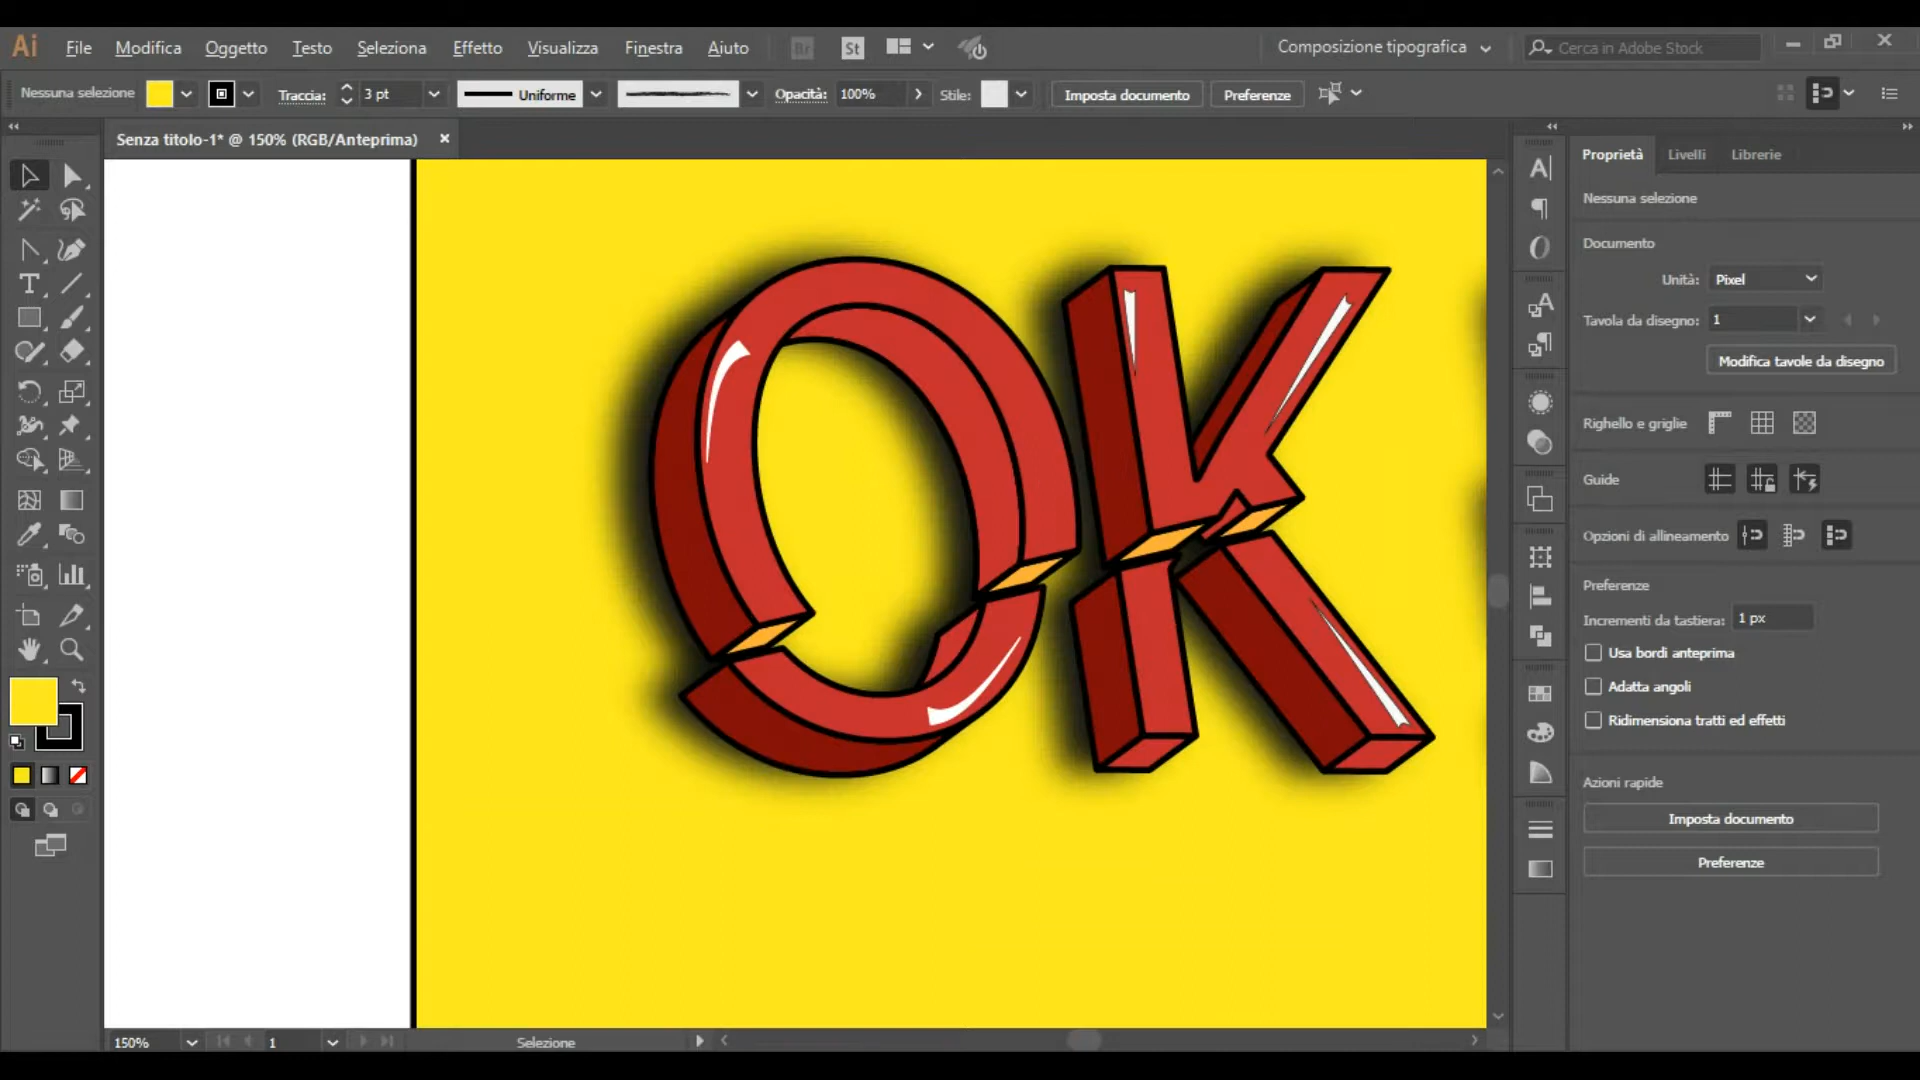 Ai File Modifica Oggetto Testo Seleziona Effetto Visualizza Finestra Aiuto Br St Composizione tipografica Cerca in Adobe Stock
Nessuna selezione Traccia: 3 pt Uniforme Opacità: 100% Stile: Imposta documento Preferenze
Senza titolo-1* @ 150% (RGB/Anteprima)
Proprietà Livelli Librerie
Nessuna selezione
Documento
Unità: Pixel
Tavola da disegno: 1
Modifica tavole da disegno
Righello e griglie
Guide
Opzioni di allineamento
Preferenze
Incrementi da tastiera: 1 px
Usa bordi anteprima
Adatta angoli
Ridimensiona tratti ed effetti
Azioni rapide
Imposta documento
Preferenze
OK
150% 1 Selezione